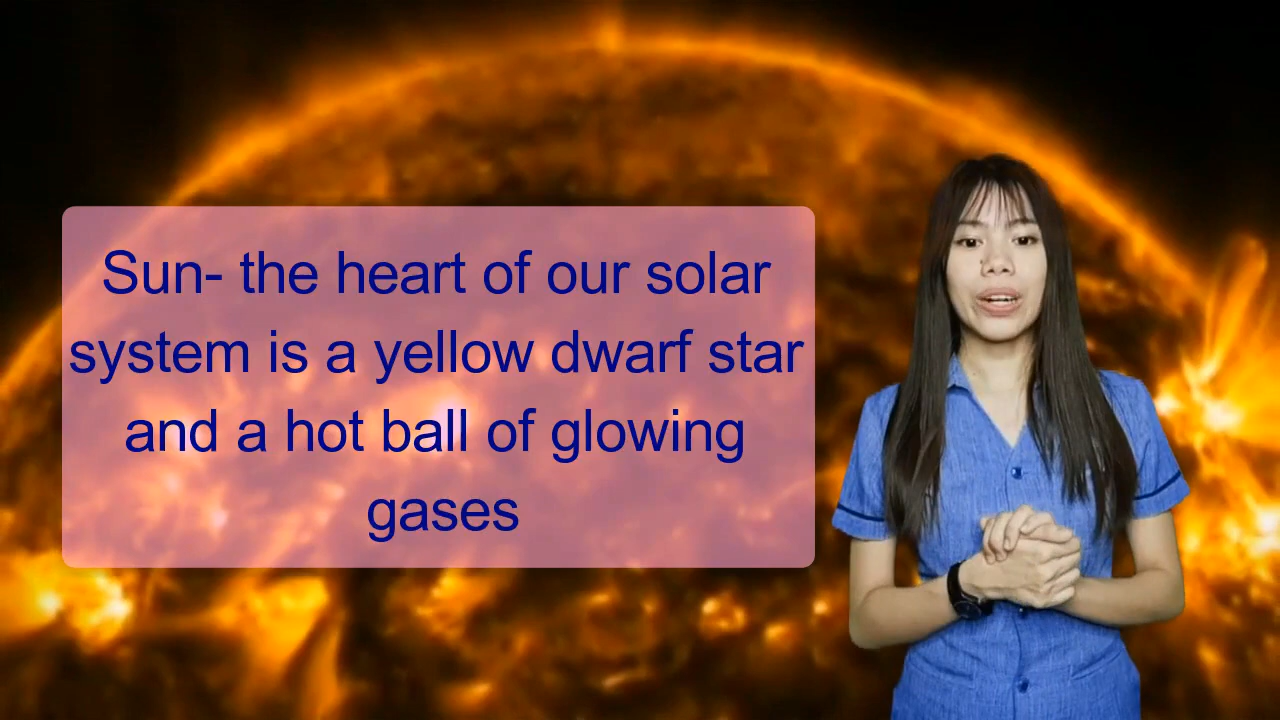 Sun- the heart of our solar
system is a yellow dwarf star
and a hot ball of glowing
gases